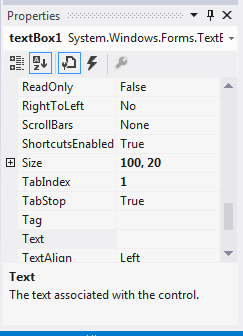 Properties
textBox1 System.Windows.Forms.TextB
ReadOnly False
RightToLeft No
ScrollBars None
ShortcutsEnabled True
Size 100, 20
TabIndex 1
TabStop True
Tag
Text
TextAlign Left
Text
The text associated with the control.